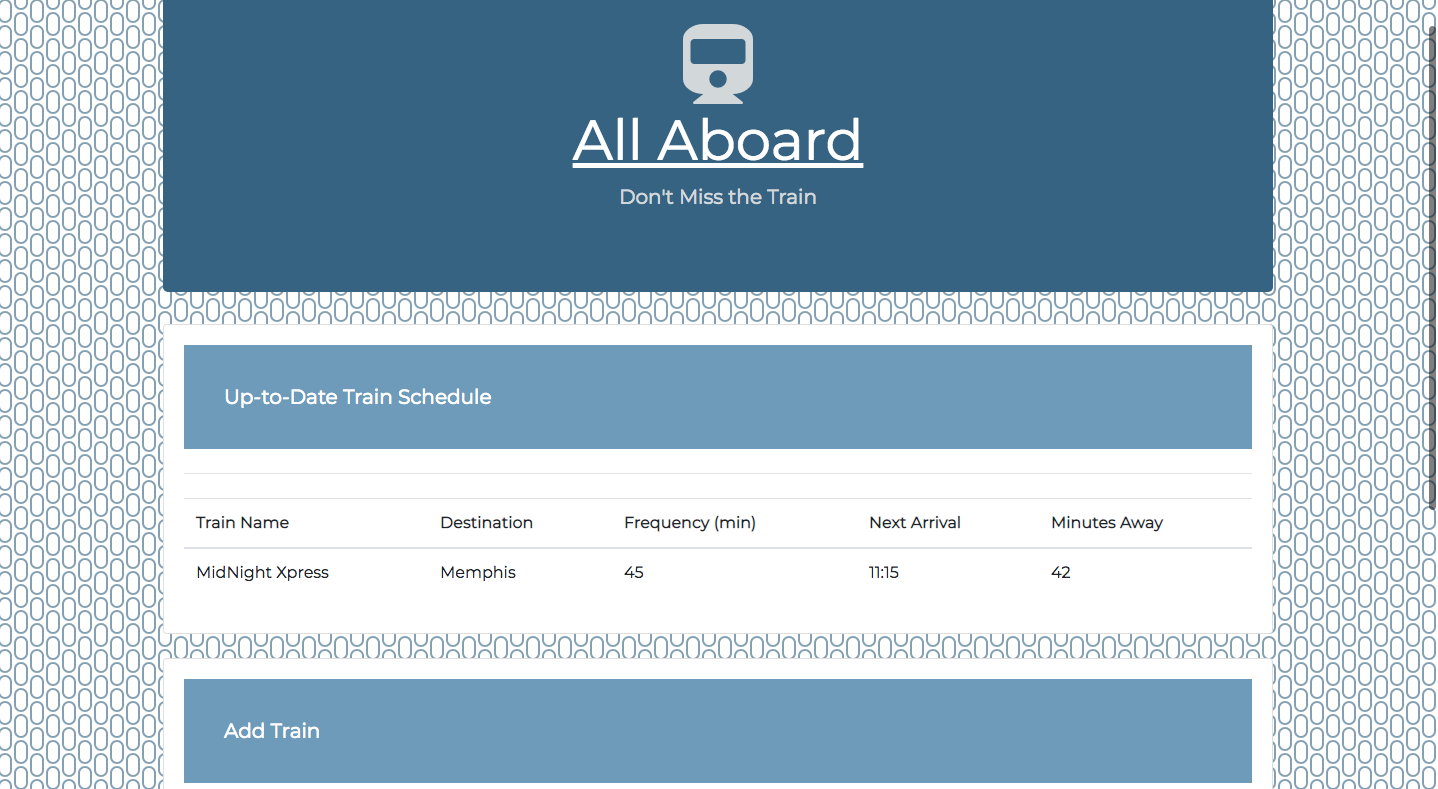 All Aboard
Don't Miss the Train
Up-to-Date Train Schedule
Train Name Destination Frequency (min) Next Arrival Minutes Away
MidNight Xpress Memphis 45 11:15 42
Add Train